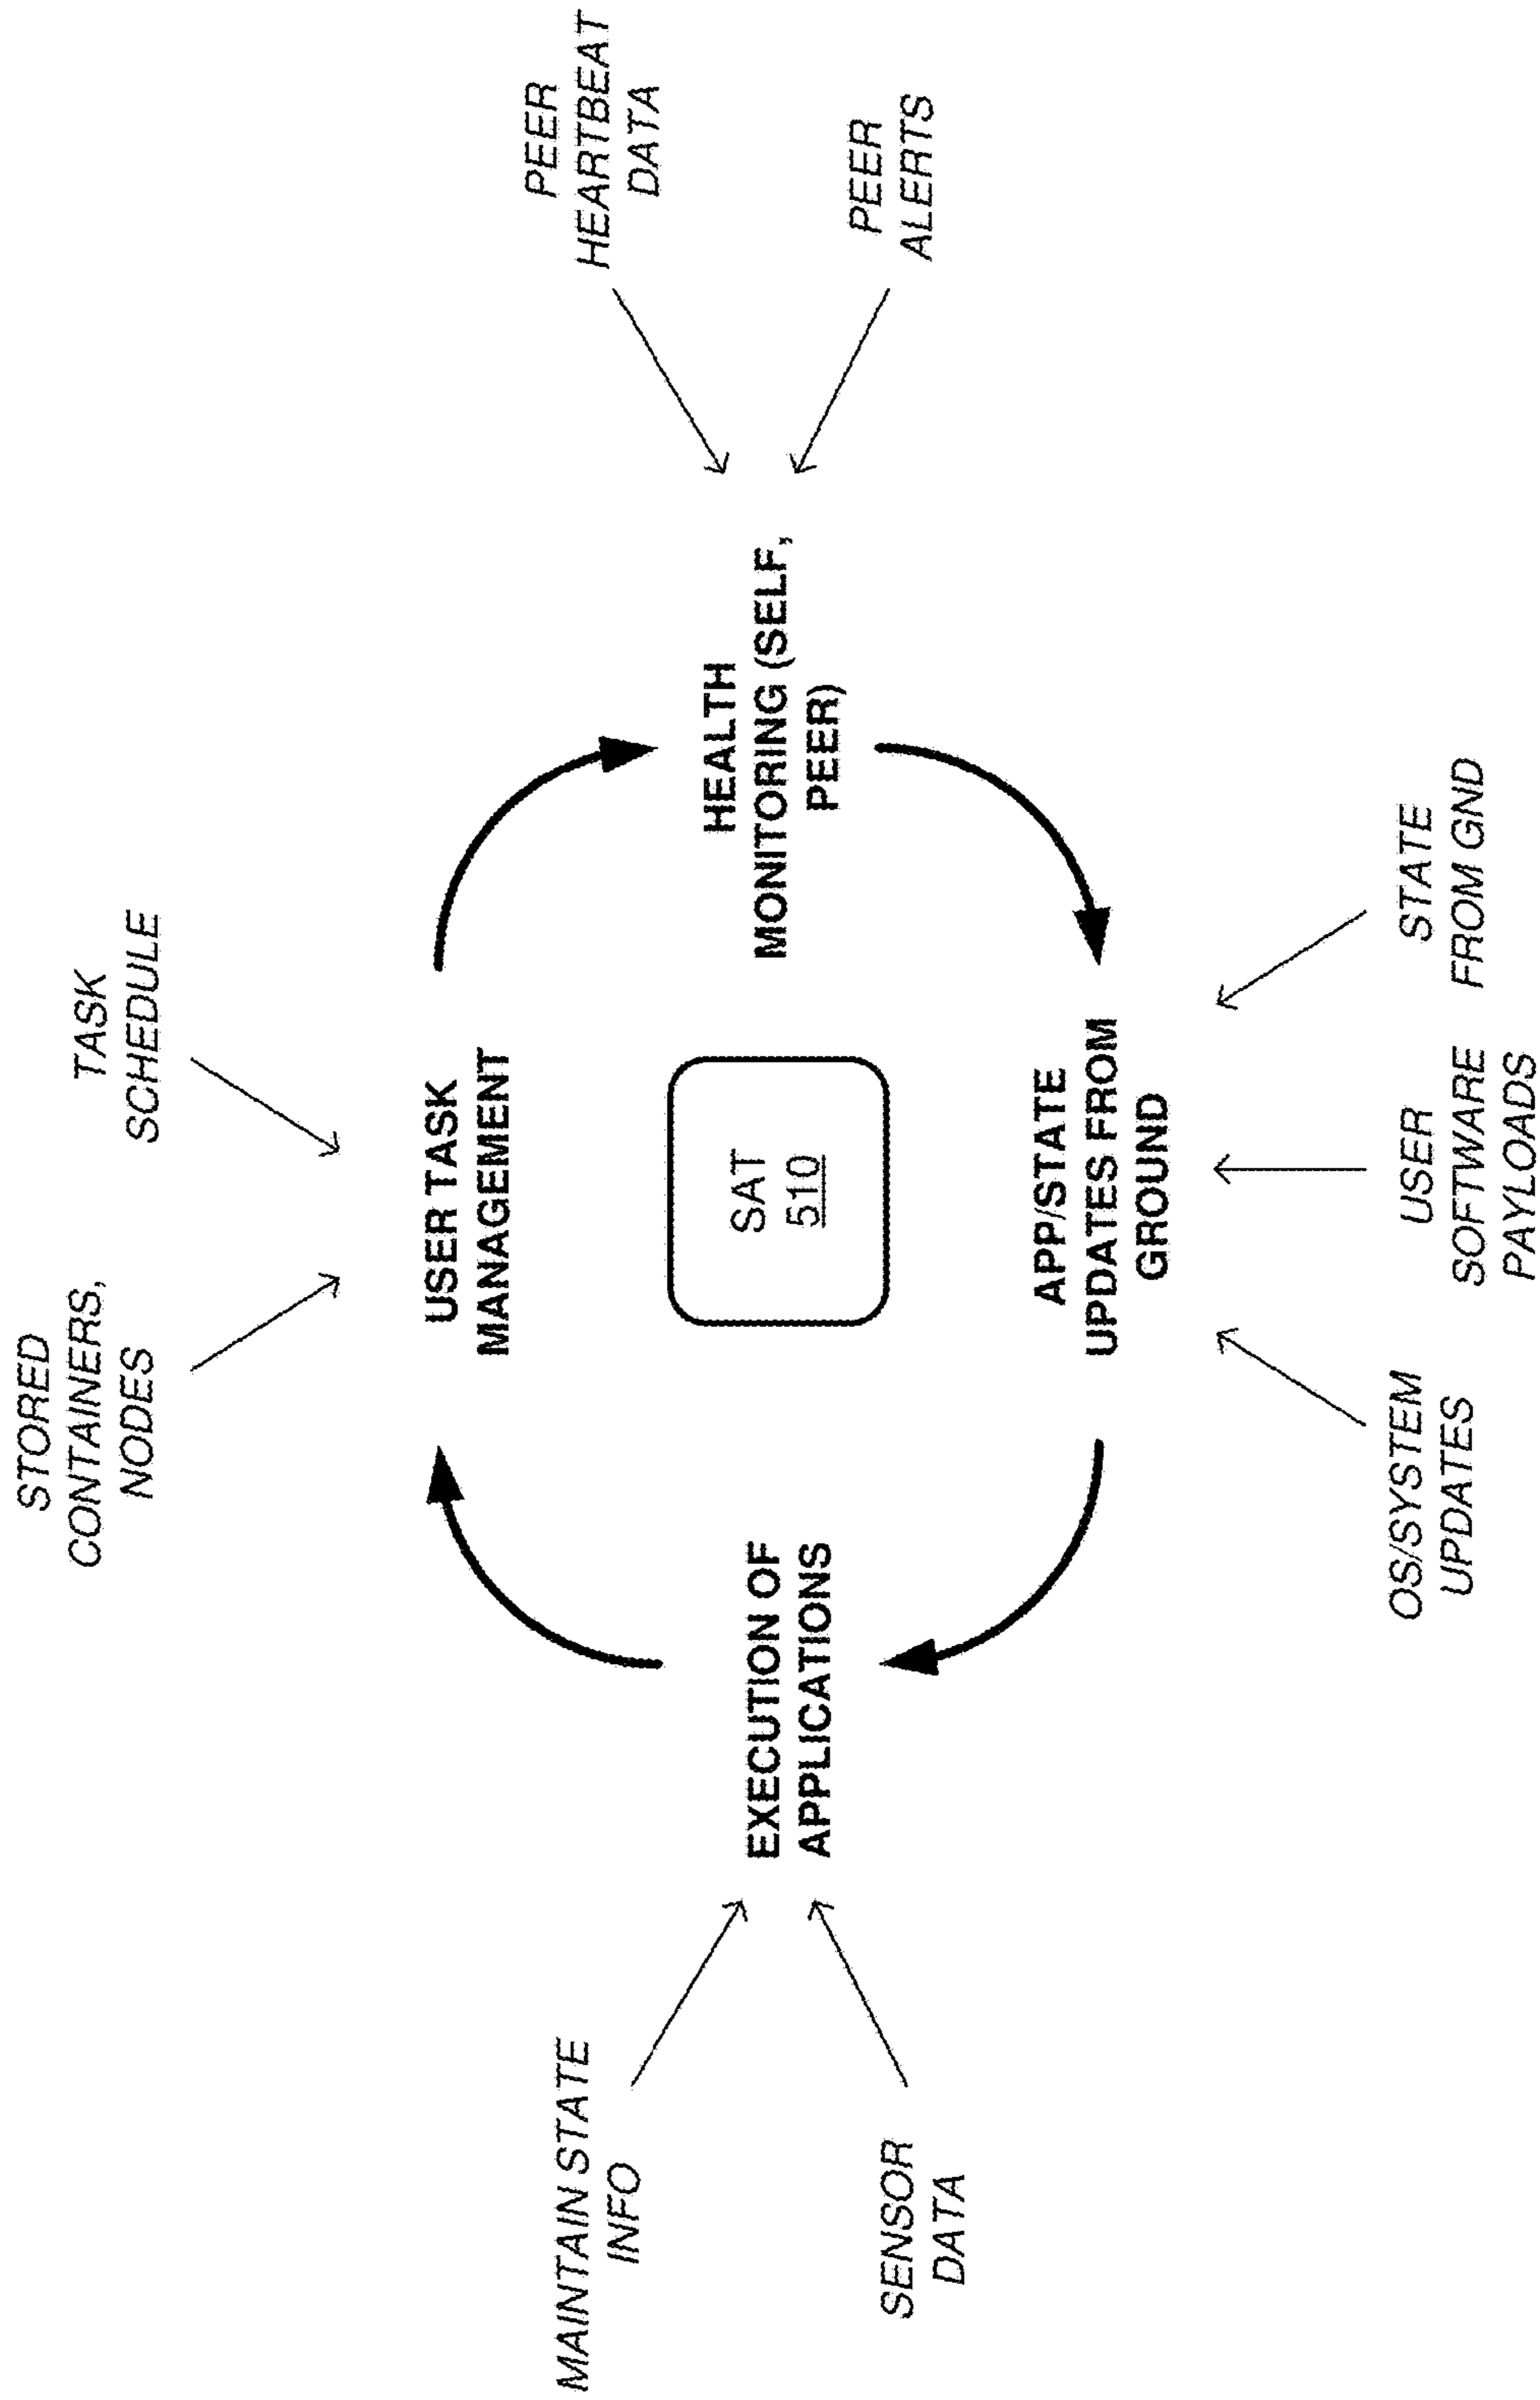 STORED
CONTAINERS,
NODES
TASK
SCHEDULE
USER TASK
MANAGEMENT
MAINTAIN STATE
INFO
SENSOR
DATA
EXECUTION OF
APPLICATIONS
SAT
510
HEALTH
MONITORING (SELF,
PEER)
PEER
HEARTBEAT
DATA
PEER
ALERTS
APP/STATE
UPDATES FROM
GROUND
OS/SYSTEM
UPDATES
USER
SOFTWARE
PAYLOADS
STATE
FROM GND